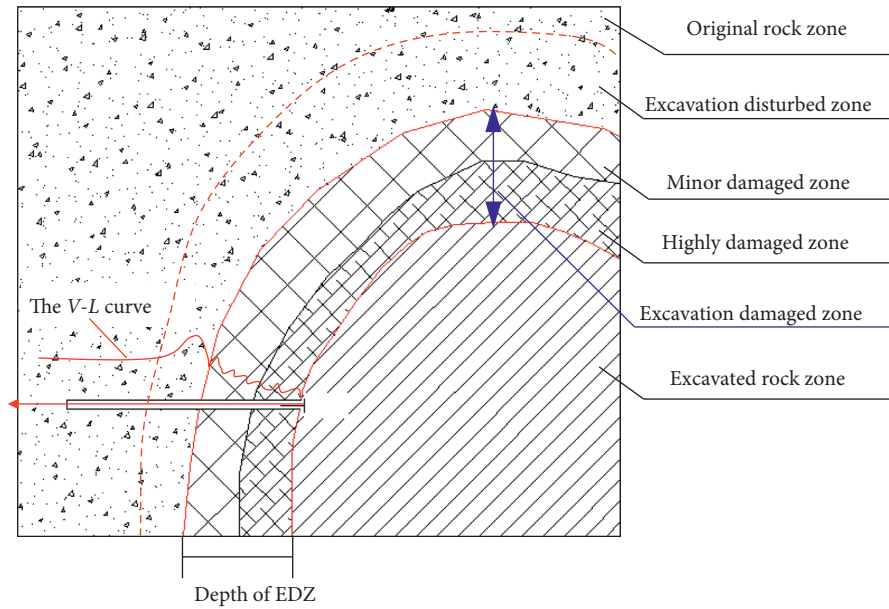 Original rock zone
Excavation disturbed zone
Minor damaged zone
Highly damaged zone
The V-L curve
Excavation damaged zone
Excavated rock zone
Depth of EDZ